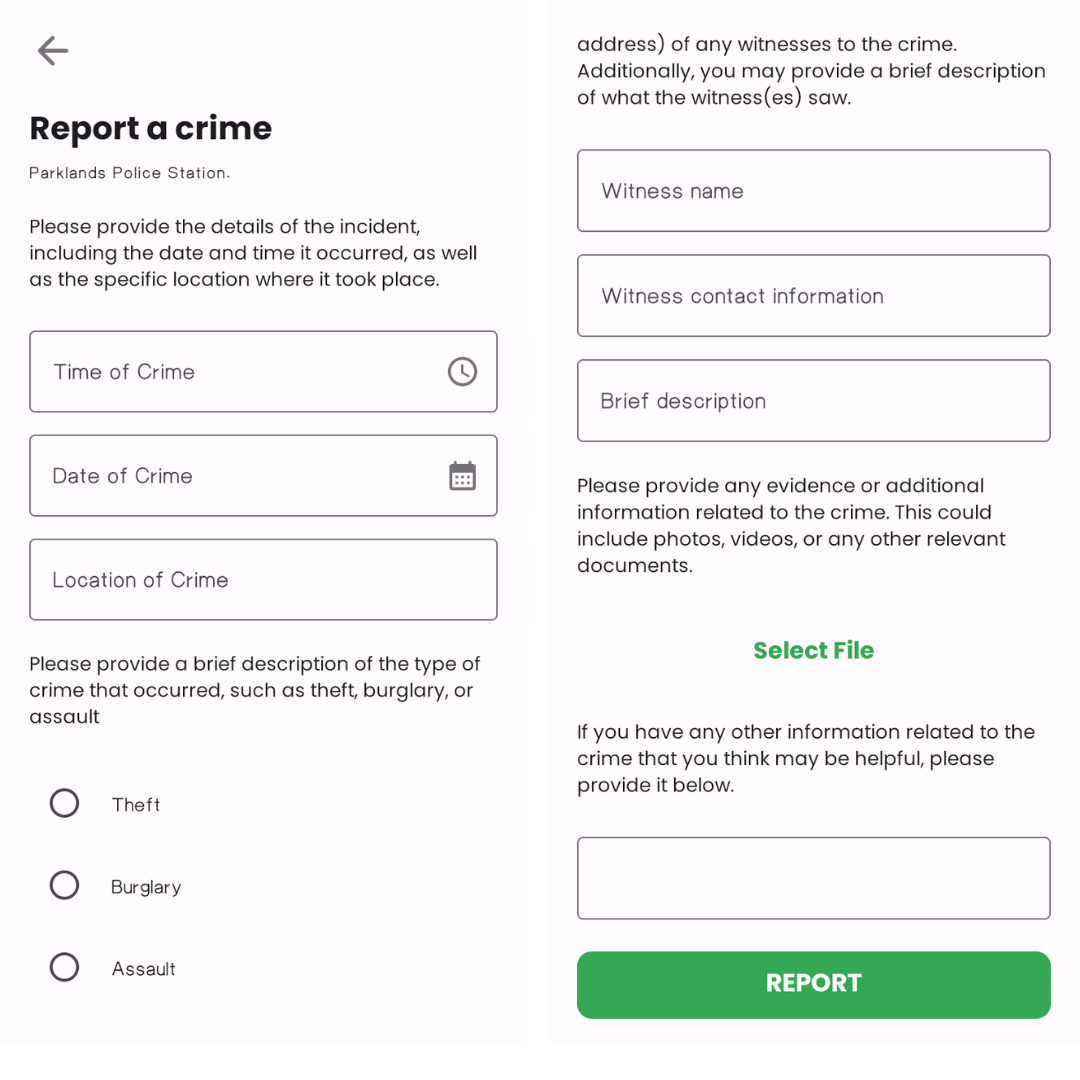 Report a crime
Parklands Police Station.
Please provide the details of the incident,
including the date and time it occurred, as well
as the specific location where it took place.
Time of Crime
Date of Crime
Location of Crime
Please provide a brief description of the type of
crime that occurred, such as theft, burglary, or
assault
Theft
Burglary
Assault
address) of any witnesses to the crime.
Additionally, you may provide a brief description
of what the witness(es) saw.
Witness name
Witness contact information
Brief description
Please provide any evidence or additional
information related to the crime. This could
include photos, videos, or any other relevant
documents.
Select File
If you have any other information related to the
crime that you think may be helpful, please
provide it below.
REPORT